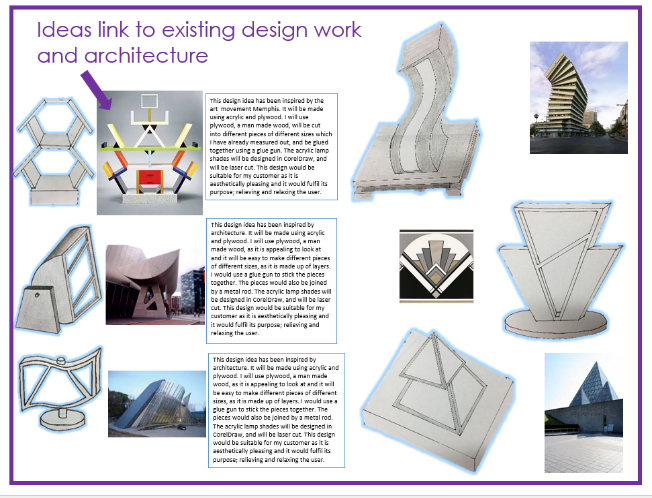 Ideas link to existing design work
and architecture
This design idea has been inspired by the
art  movement Memphis. It will be made
using acrylic and plywood. I will use
plywood, a man made wood, will be cut
into different pieces of different sizes which
I have already measured out, and be glued
together using a glue gun. The acrylic lamp
shades will be designed in CorelDraw, and
will be laser cut. This design would be
suitable for my customer as it is
aesthetically pleasing and it would fulfil its
purpose; relieving and relaxing the user.
This design idea has been inspired by
architecture. It will be made using acrylic
and plywood. I will use plywood, a man
made wood, as it is appealing to look at
and it will be easy to make different pieces
of different sizes, as it is made up of layers.
I would use a glue gun to stick the pieces
together. The pieces would also be joined
by a metal rod. The acrylic lamp shades will
be designed in CorelDraw, and will be laser
cut. This design would be suitable for my
customer as it is aesthetically pleasing and
it would fulfil its purpose; relieving and
relaxing the user.
This design idea has been inspired by
architecture. It will be made using acrylic and
plywood. I will use plywood, a man made
wood, as it is appealing to look at and it will
be easy to make different pieces of different
sizes, as it is made up of layers. I would use a
glue gun to stick the pieces together. The
pieces would also be joined by a metal rod.
The acrylic lamp shades will be designed in
CorelDraw, and will be laser cut. This design
would be suitable for my customer as it is
aesthetically pleasing and it would fulfil its
purpose; relieving and relaxing the user.